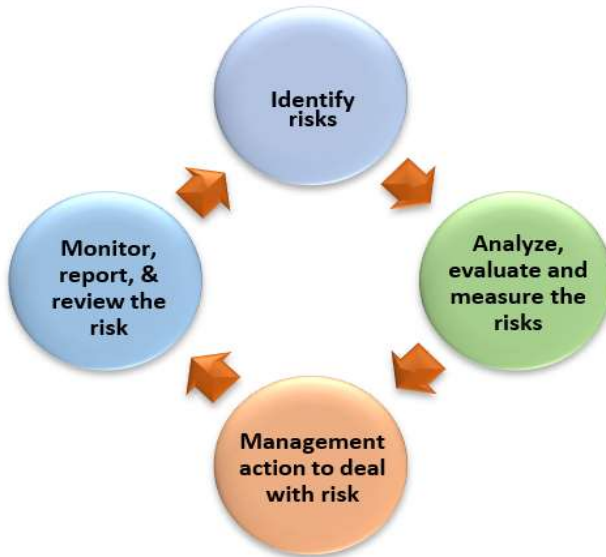 Identify
risks
Analyze,
evaluate and
measure the
risks
Management
action to deal
with risk
Monitor,
report, &
review the
risk